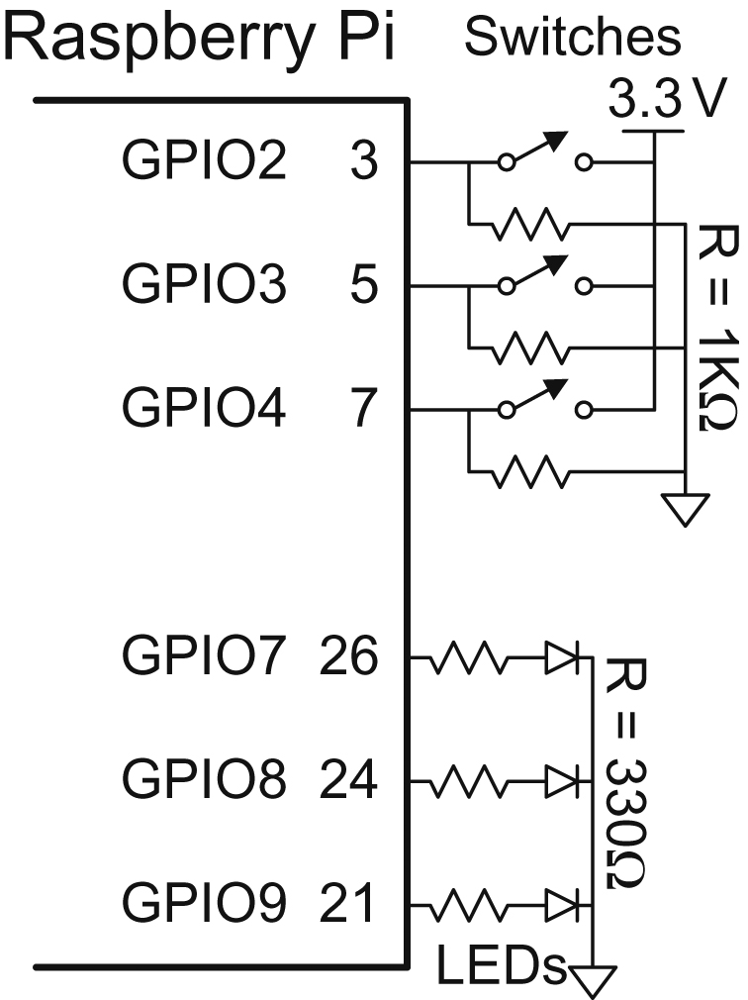 Raspberry Pi
Switches
3.3 V
GPIO2 3
GPIO3 5
GPIO4 7
R = 1KΩ
GPIO7 26
GPIO8 24
GPIO9 21
R = 330Ω
LEDs